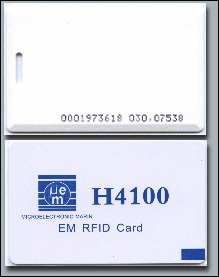 0001973618 030,07538
μem
H4100
MICROELECTRONIC-MARIN
EM RFID Card